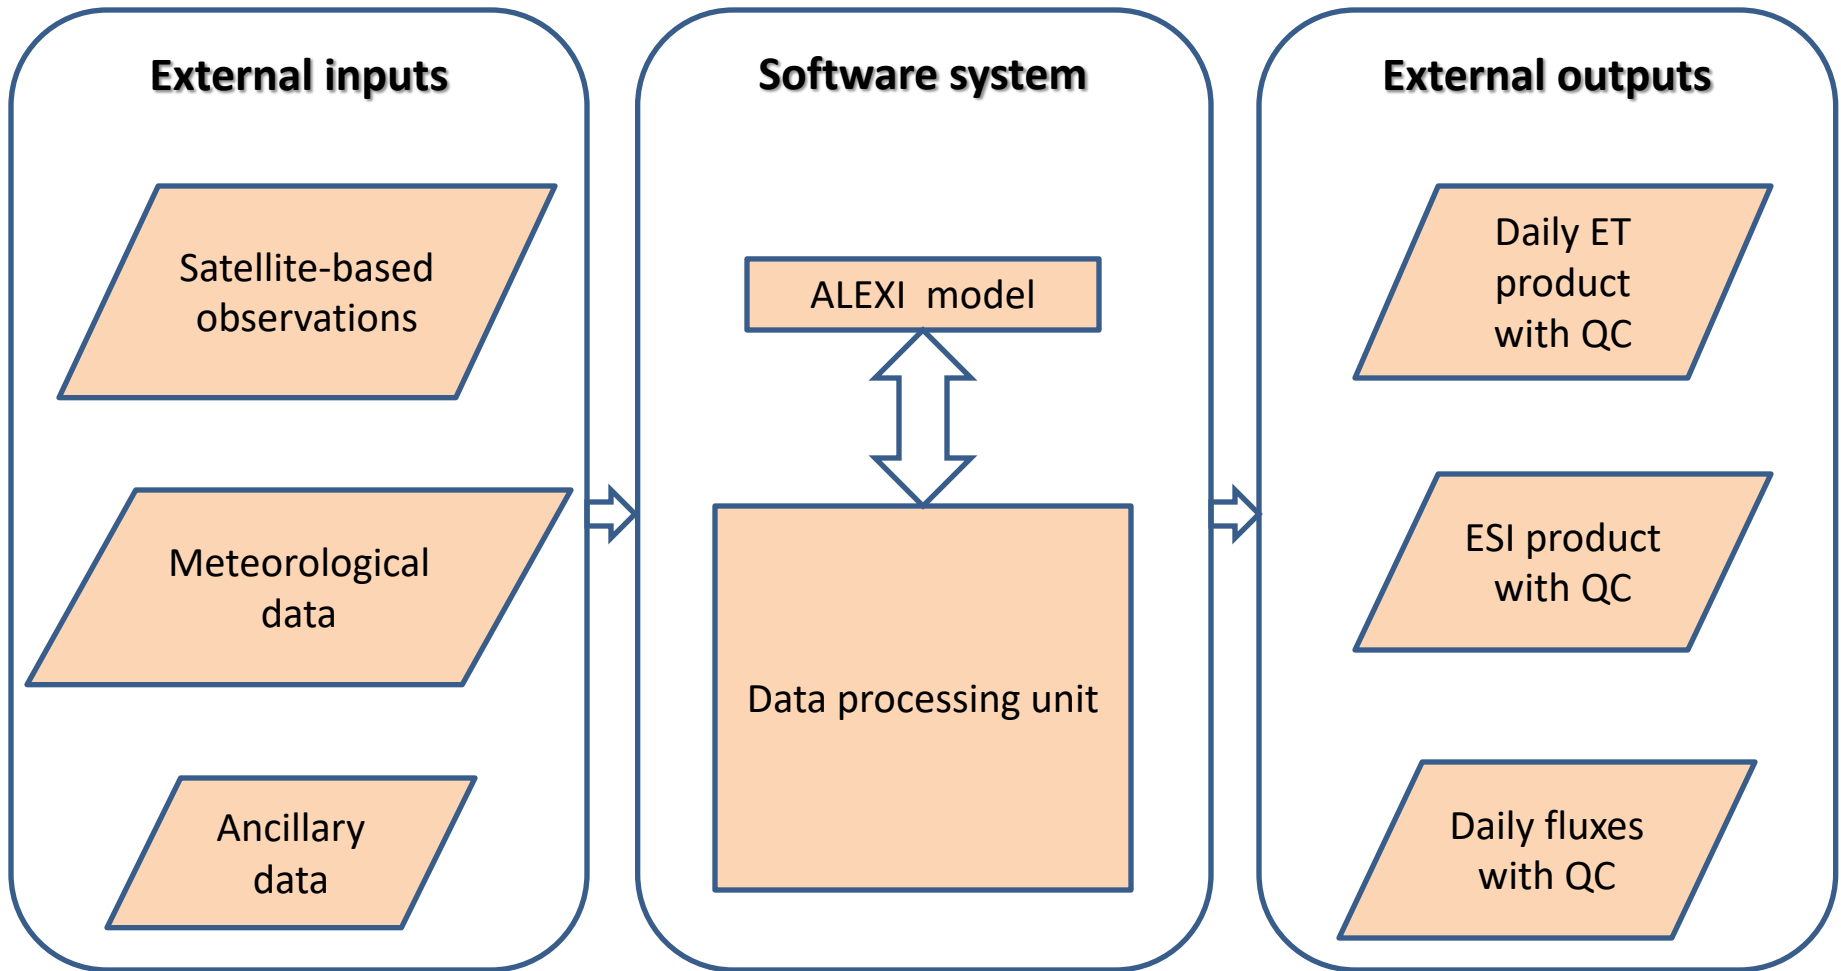 External inputs
Satellite-based
observations
Meteorological
data
Ancillary
data
Software system
ALEXI model
Data processing unit
External outputs
Daily ET
product
with QC
ESI product
with QC
Daily fluxes
with QC